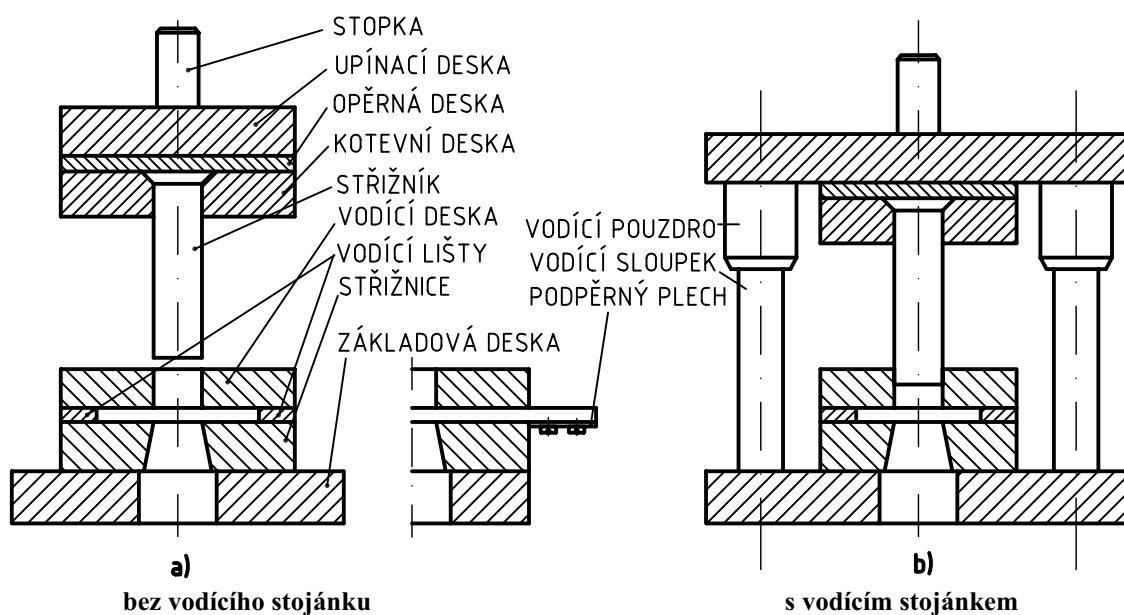 STOPKA
UPÍNACÍ DESKA
OPĚRNÁ DESKA
KOTEVNÍ DESKA
STŘIŽNÍK
VODÍCÍ DESKA
VODÍCÍ LIŠTY
STŘIŽNICE
ZÁKLADOVÁ DESKA
VODÍCÍ POUZDRO
VODÍCÍ SLOUPEK
PODPĚRNÝ PLECH
a)
bez vodícího stojánku
b)
s vodícím stojánkem